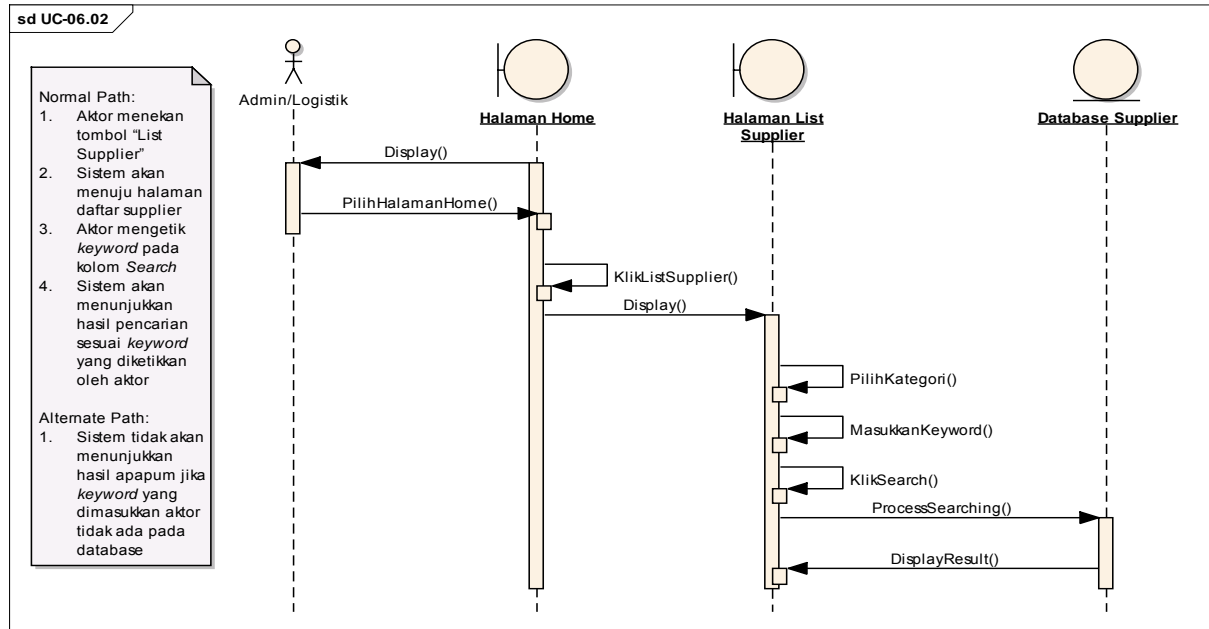 sd UC-06.02
Normal Path:
1. Aktor menekan
tombol “List
Supplier”
2. Sistem akan
menuju halaman
daftar supplier
3. Aktor mengetik
keyword pada
kolom Search
4. Sistem akan
menunjukkan
hasil pencarian
sesuai keyword
yang diketikkan
oleh aktor
Alternate Path:
1. Sistem tidak akan
menunjukkan
hasil apapum jika
keyword yang
dimasukkan aktor
tidak ada pada
database
Admin/Logistik
Halaman Home
Halaman List
Supplier
Database Supplier
Display()
PilihHalamanHome()
KlikListSupplier()
Display()
PilihKategori()
MasukkanKeyword()
KlikSearch()
ProcessSearching()
DisplayResult()